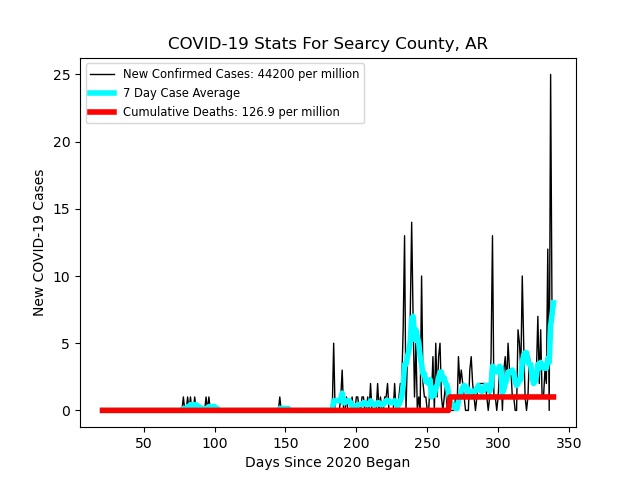 COVID-19 Stats For Searcy County, AR
New Confirmed Cases: 44200 per million
7 Day Case Average
Cumulative Deaths: 126.9 per million
New COVID-19 Cases
25
20
15
10
5
0
50
100
150
200
250
300
350
Days Since 2020 Began